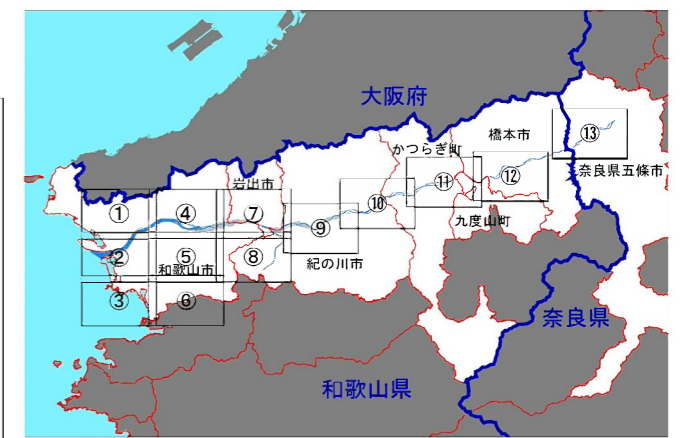 大阪府
橋本市
⑬
かつらぎ町
奈良県五條市
岩出市
⑪
⑫
⑩
①
④
⑦
⑨
九度山町
②
⑤
⑧
紀の川市
和歌山市
③
⑥
奈良県
和歌山県